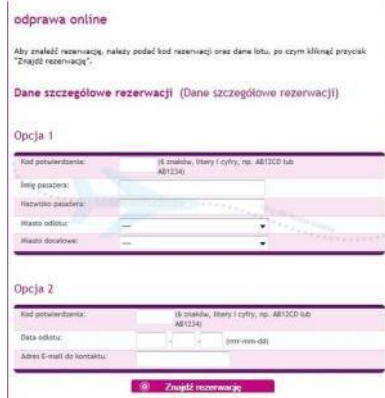 odprawa online
Aby znaleźć rezerwację, należy podać kod rezerwacji oraz dane lotu, po czym kliknąć przycisk
"Znajdź rezerwację".
Dane szczegółowe rezerwacji (Dane szczegółowe rezerwacji)
Opcja 1
Kod potwierdzenia: (6 znaków, litery i cyfry, np. AB12CD lub
AB1234)
Imię pasażera:
Nazwisko pasażera:
Miasto odlotu: ---
Miasto docelowe: ---
Opcja 2
Kod potwierdzenia: (6 znaków, litery i cyfry, np. AB12CD lub
AB1234)
Data odlotu: - - (rrrr-mm-dd)
Adres E-mail do kontaktu:
Znajdź rezerwację